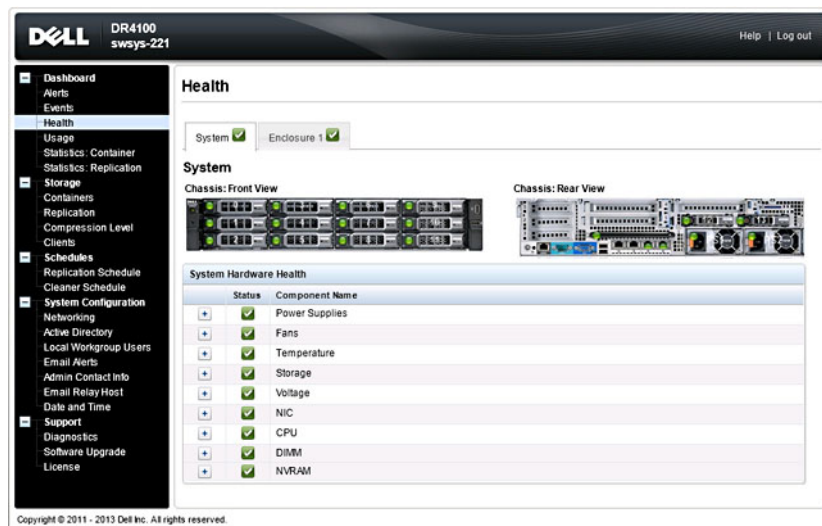 DELL
DR4100
swsys-221
Help | Log out
Dashboard
Alerts
Events
Health
Usage
Statistics: Container
Statistics: Replication
Storage
Containers
Replication
Compression Level
Clients
Schedules
Replication Schedule
Cleaner Schedule
System Configuration
Networking
Active Directory
Local Workgroup Users
Email Alerts
Admin Contact Info
Email Relay Host
Date and Time
Support
Diagnostics
Software Upgrade
License
Health
System
Enclosure 1
System
Chassis: Front View
Chassis: Rear View
System Hardware Health
Status Component Name
Power Supplies
Fans
Temperature
Storage
Voltage
NIC
CPU
DIMM
NVRAM
Copyright © 2011 - 2013 Dell Inc. All rights reserved.